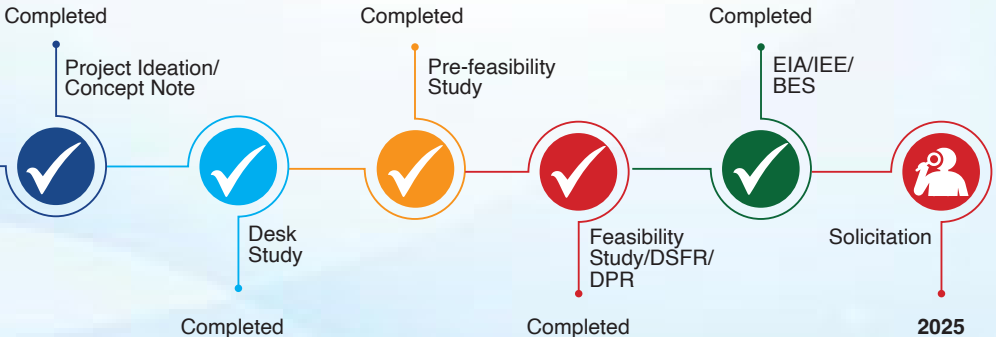 Completed
Project Ideation/
Concept Note
Desk
Study
Completed
Completed
Pre-feasibility
Study
Feasibility
Study/DSFR/
DPR
Completed
Completed
EIA/IEE/
BES
Solicitation
2025